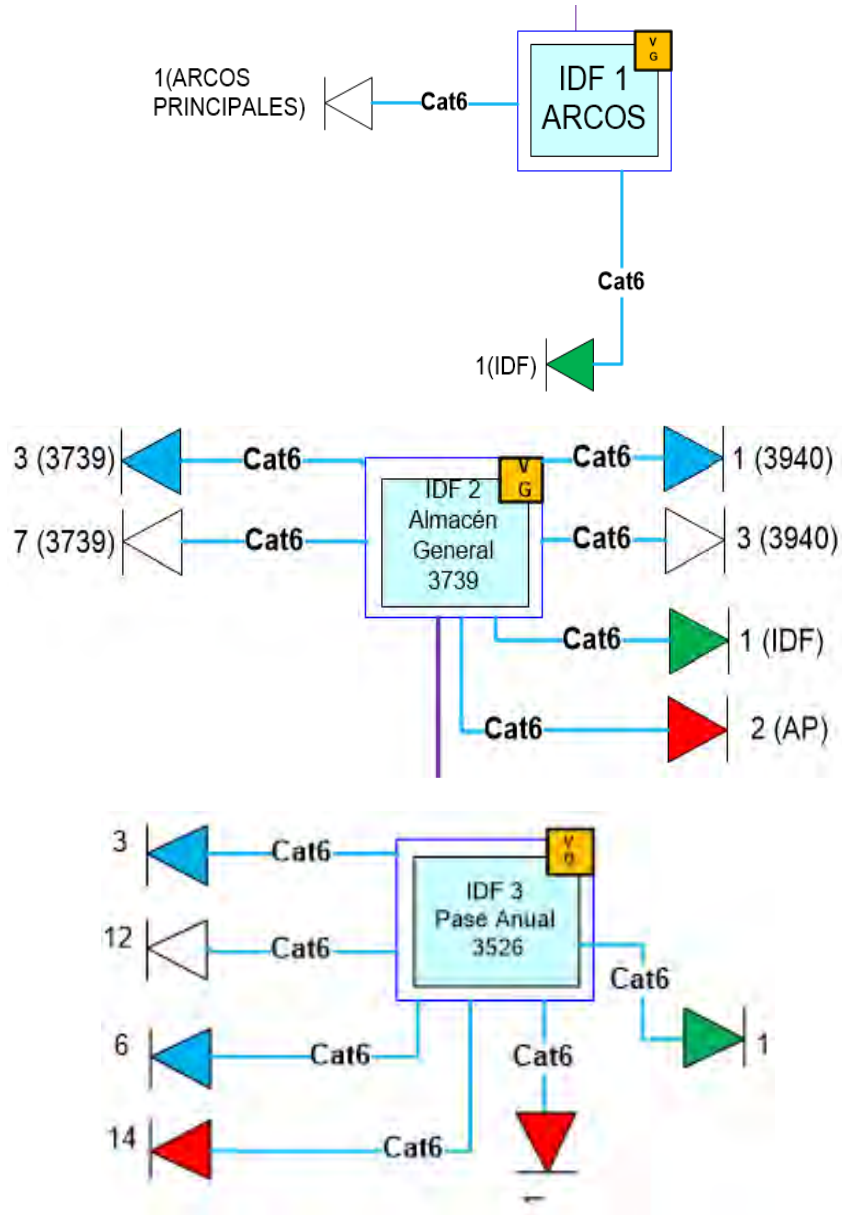 1(ARCOS
PRINCIPALES)
Cat6
V
G
IDF 1
ARCOS
Cat6
1(IDF)
3 (3739)
Cat6
V
G
Cat6
1 (3940)
7 (3739)
Cat6
IDF 2
Almacén
General
3739
Cat6
3 (3940)
Cat6
1 (IDF)
Cat6
2 (AP)
3
Cat6
V
G
12
Cat6
IDF 3
Pase Anual
3526
Cat6
1
6
Cat6
Cat6
14
Cat6
1